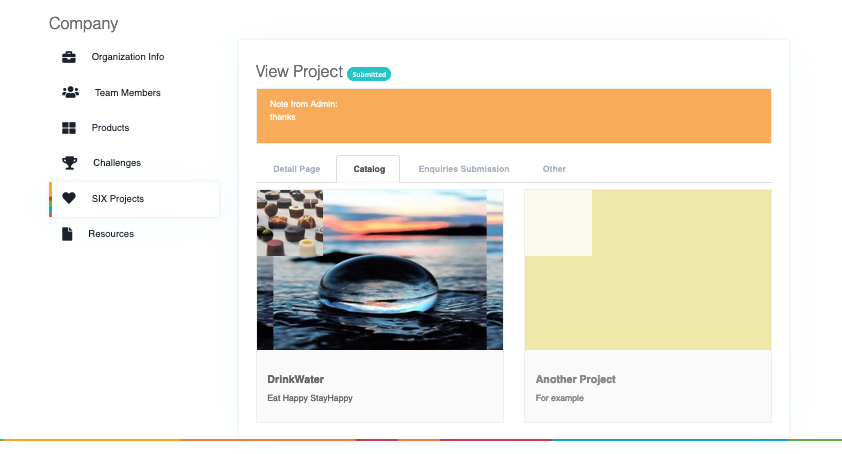 Company
Organization Info
Team Members
Products
Challenges
SIX Projects
Resources
View Project Submitted
Note from Admin:
thanks
Detail Page Catalog Enquiries Submission Other
DrinkWater
Eat Happy StayHappy
Another Project
For example